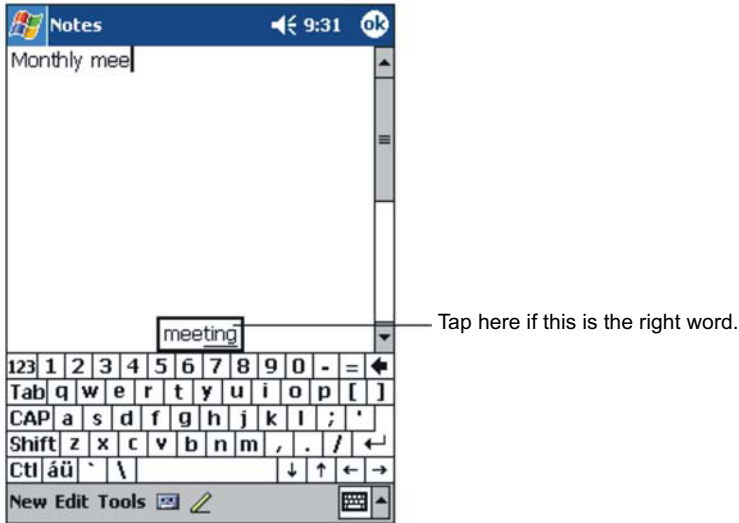 Notes 9:31 ok
Monthly mee
meeting
Tap here if this is the right word.
123 1 2 3 4 5 6 7 8 9 0 - = ←
Tab q w e r t y u i o p [ ]
CAP a s d f g h j k l ; '
Shift z x c v b n m , . / ↵
Ctl áü ` \ ↓ ↑ ← →
New Edit Tools